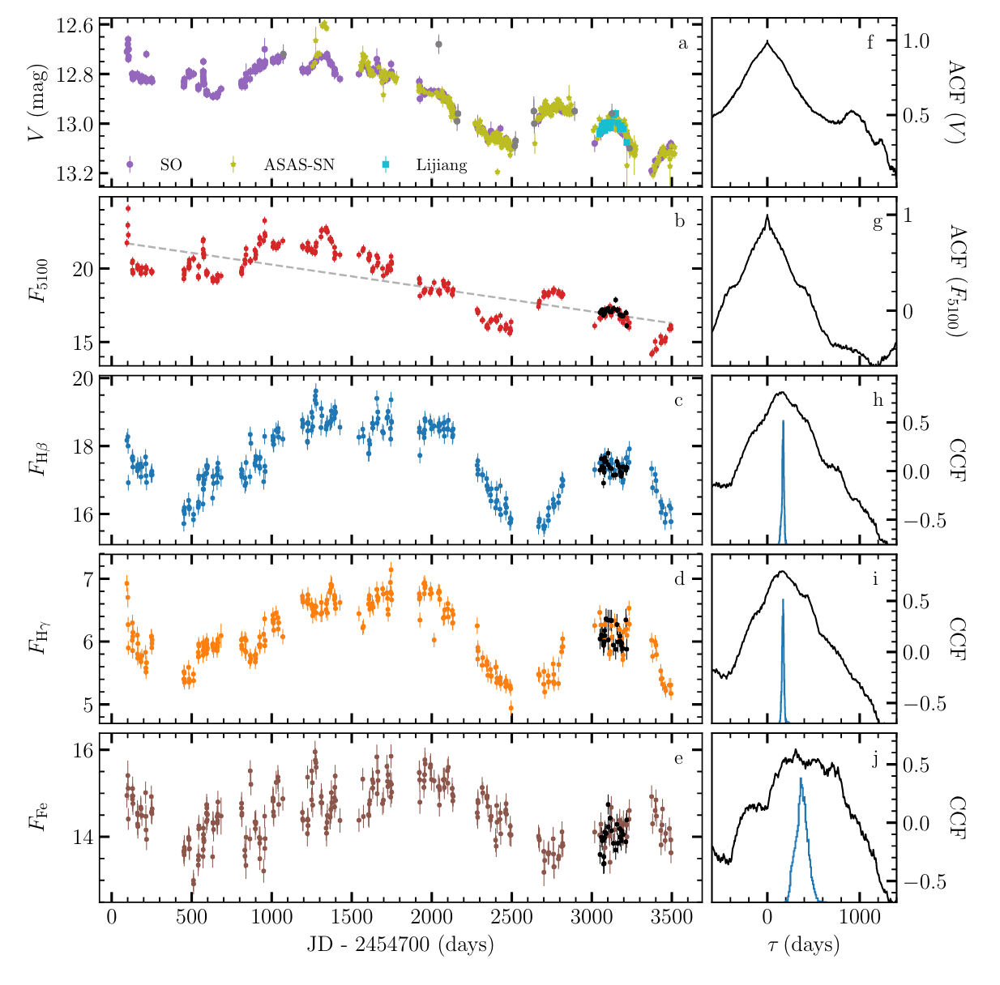 12.6
12.8
13.0
13.2
V (mag)
a
SO
ASAS-SN
Lijiang
f
1.0
0.5
ACF (V)
20
15
F5100
b
g
1
0
ACF (F5100)
20
18
16
FHβ
c
h
0.5
0.0
−0.5
CCF
7
6
5
FHγ
d
i
0.5
0.0
−0.5
CCF
16
14
FFe
e
j
0.5
0.0
−0.5
CCF
0 500 1000 1500 2000 2500 3000 3500
JD - 2454700 (days)
0 1000
τ (days)